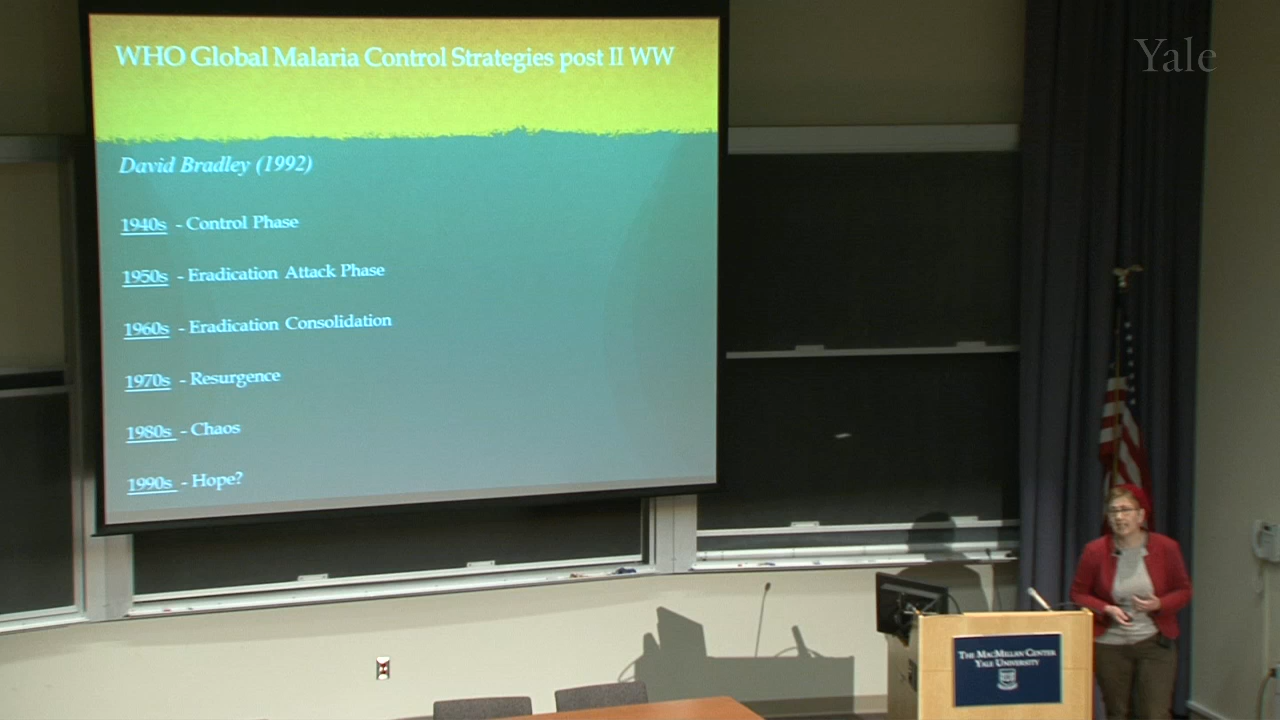 WHO Global Malaria Control Strategies post II WW
Yale
David Bradley (1992)
1940s - Control Phase
1950s - Eradication Attack Phase
1960s - Eradication Consolidation
1970s - Resurgence
1980s - Chaos
1990s - Hope?
THE MACMILLAN CENTER
YALE UNIVERSITY